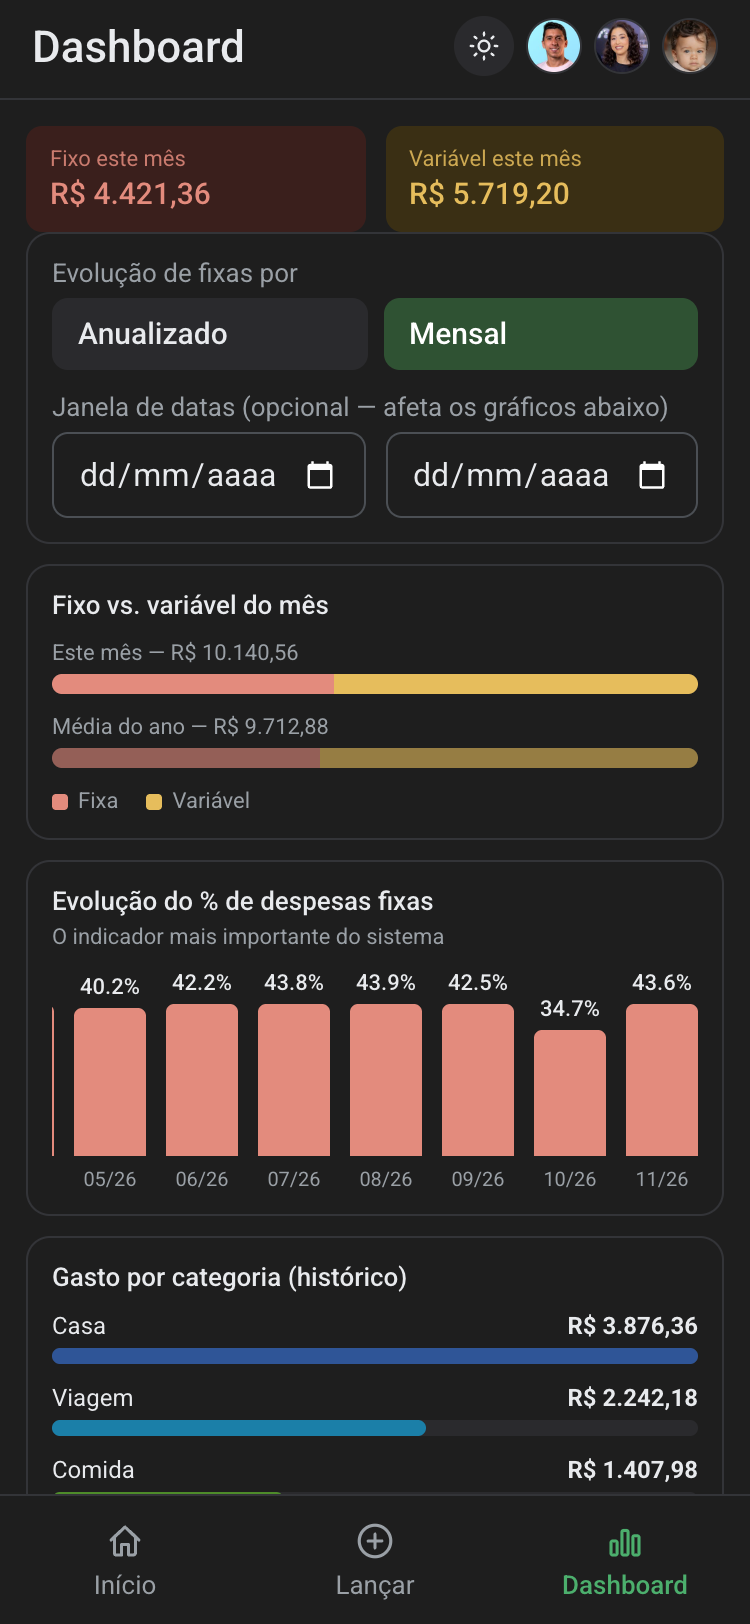 Dashboard
Fixo este mês
R$ 4.421,36
Variável este mês
R$ 5.719,20
Evolução de fixas por
Anualizado
Mensal
Janela de datas (opcional — afeta os gráficos abaixo)
dd/mm/aaaa
dd/mm/aaaa
Fixo vs. variável do mês
Este mês — R$ 10.140,56
Média do ano — R$ 9.712,88
Fixa
Variável
Evolução do % de despesas fixas
O indicador mais importante do sistema
40.2% 42.2% 43.8% 43.9% 42.5% 34.7% 43.6%
05/26 06/26 07/26 08/26 09/26 10/26 11/26
Gasto por categoria (histórico)
Casa R$ 3.876,36
Viagem R$ 2.242,18
Comida R$ 1.407,98
Início
Lançar
Dashboard